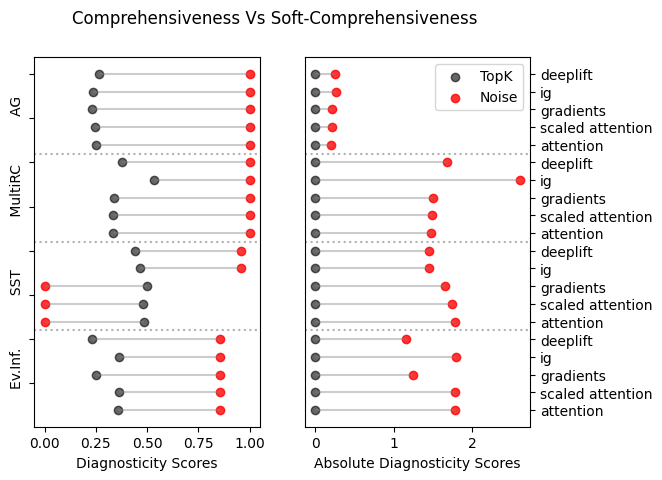 Comprehensiveness Vs Soft-Comprehensiveness
AG
MultiRC
SST
Ev.Inf.
0.00 0.25 0.50 0.75 1.00
Diagnosticity Scores
TopK
Noise
deeplift
ig
gradients
scaled attention
attention
deeplift
ig
gradients
scaled attention
attention
deeplift
ig
gradients
scaled attention
attention
deeplift
ig
gradients
scaled attention
attention
0 1 2
Absolute Diagnosticity Scores